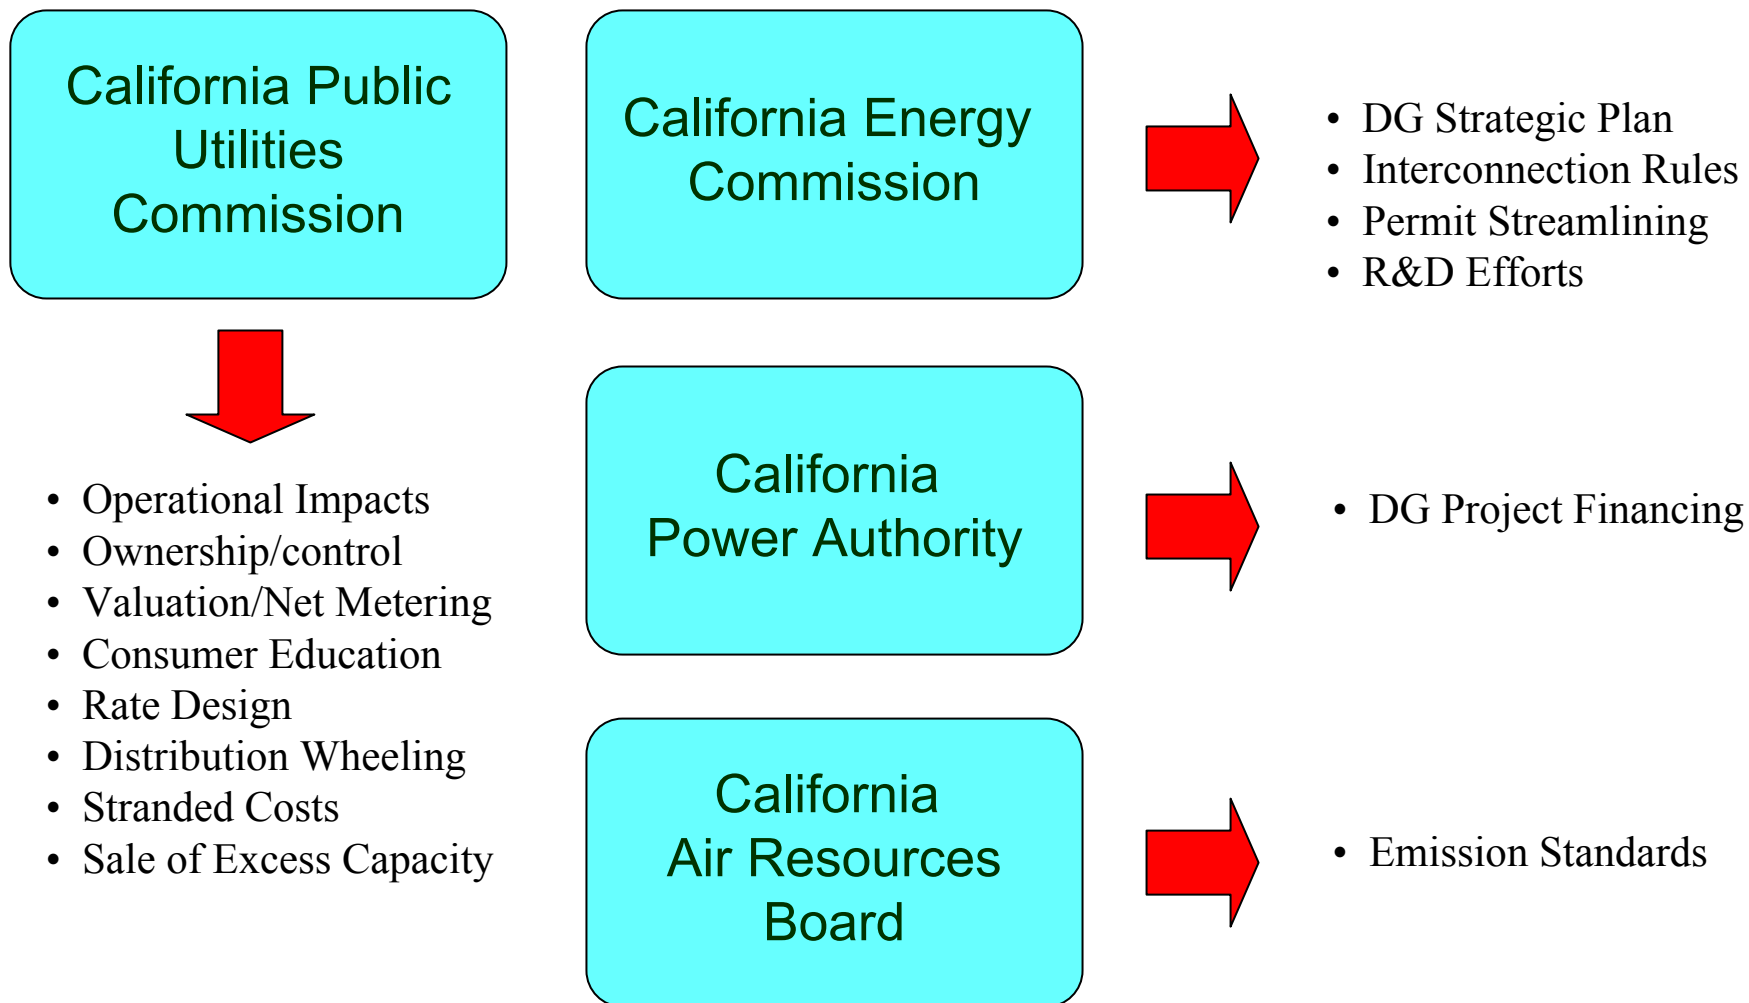 California Public
Utilities
Commission
• Operational Impacts
• Ownership/control
• Valuation/Net Metering
• Consumer Education
• Rate Design
• Distribution Wheeling
• Stranded Costs
• Sale of Excess Capacity
California Energy
Commission
• DG Strategic Plan
• Interconnection Rules
• Permit Streamlining
• R&D Efforts
California
Power Authority
• DG Project Financing
California
Air Resources
Board
• Emission Standards